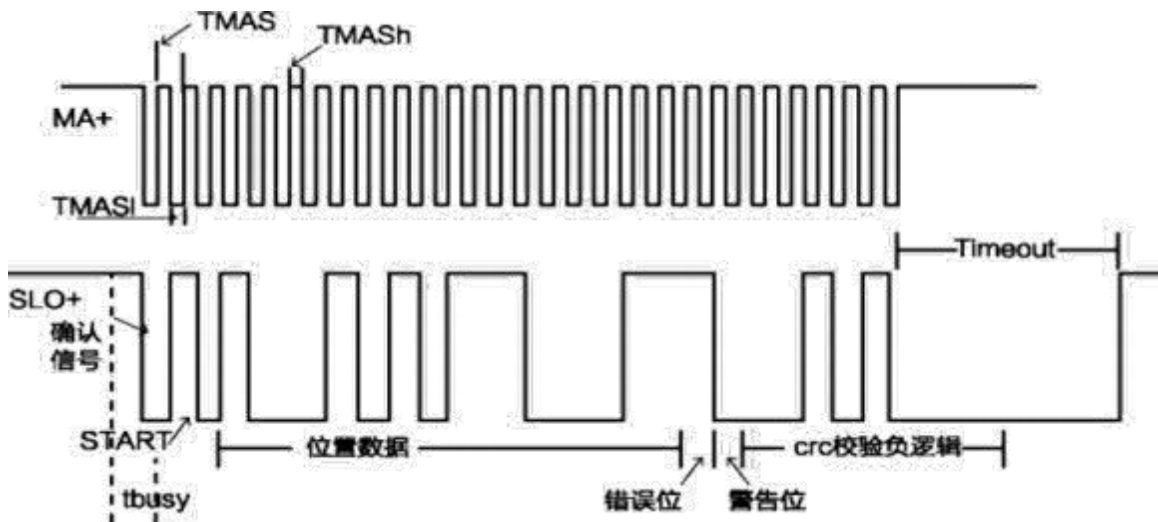 TMAS
TMASh
MA+
TMASl
Timeout
SLO+
确认
信号
START
位置数据
crc校验负逻辑
错误位
警告位
tbusy